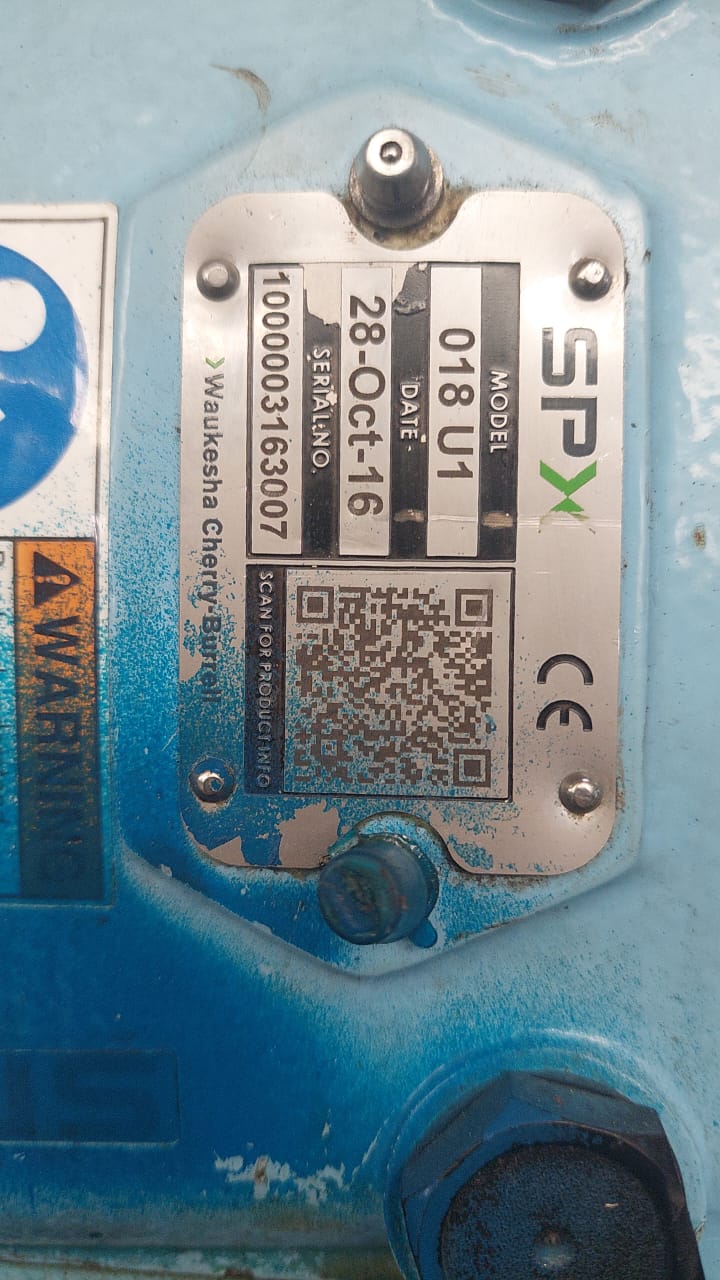 SPX
CE
MODEL
018 U1
DATE
28-Oct-16
SERIAL NO.
1000003163007
SCAN FOR PRODUCT INFO
Waukesha Cherry-Burrell
WARNING